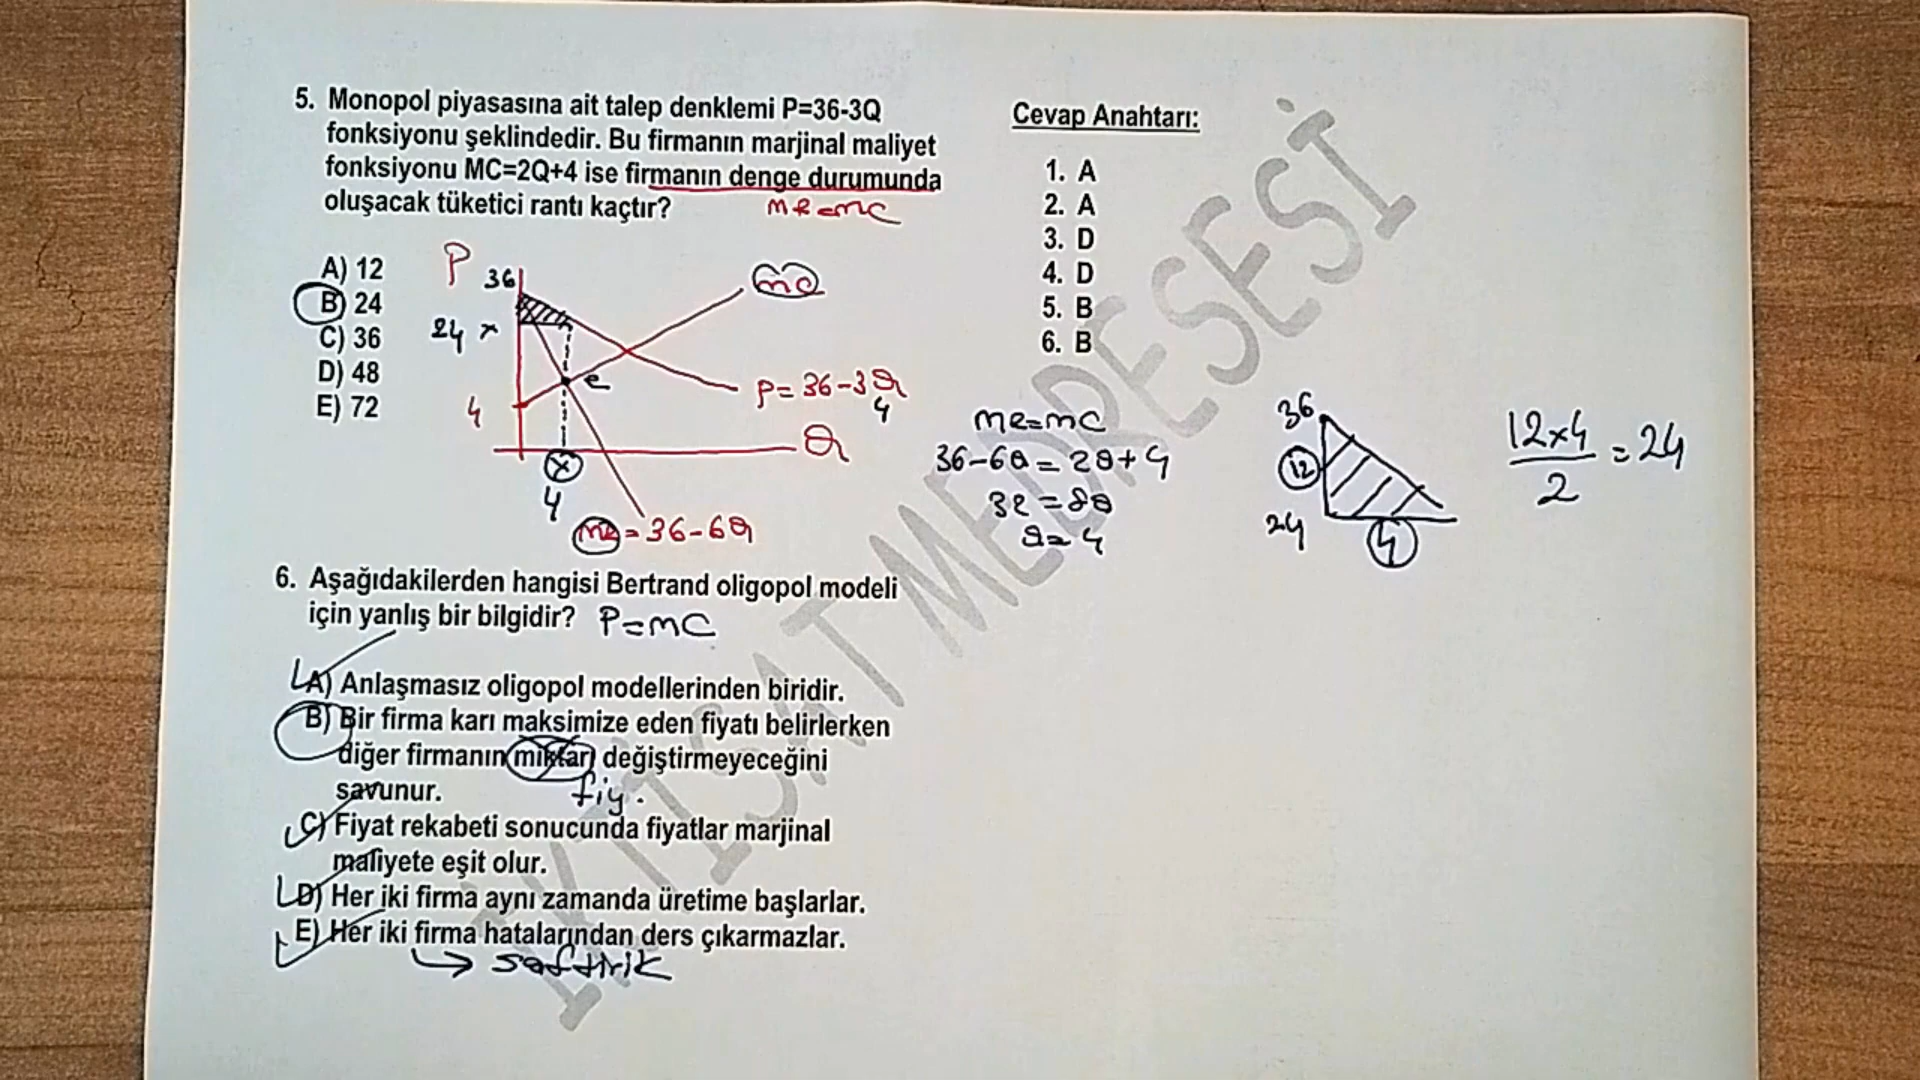 5. Monopol piyasasına ait talep denklemi P=36-3Q
fonksiyonu şeklindedir. Bu firmanın marjinal maliyet
fonksiyonu MC=2Q+4 ise firmanın denge durumunda
oluşacak tüketici rantı kaçtır?
MR=MC
A) 12
B) 24
C) 36
D) 48
E) 72
P
36
24
4
MC
e
P=36-3Q
4
Q
x
4
MR=36-6Q
6. Aşağıdakilerden hangisi Bertrand oligopol modeli
için yanlış bir bilgidir? P=MC
A) Anlaşmasız oligopol modellerinden biridir.
B) Bir firma karı maksimize eden fiyatı belirlerken
diğer firmanın miktarı değiştirmeyeceğini
savunur. fiy.
C) Fiyat rekabeti sonucunda fiyatlar marjinal
maliyete eşit olur.
D) Her iki firma aynı zamanda üretime başlarlar.
E) Her iki firma hatalarından ders çıkarmazlar.
→ saftirik
Cevap Anahtarı:
1. A
2. A
3. D
4. D
5. B
6. B
MR=MC
36-6Q=2Q+4
32=8Q
Q=4
36
12
24
4
12x4
2
=24
İKTİSAT MEDRESESİ